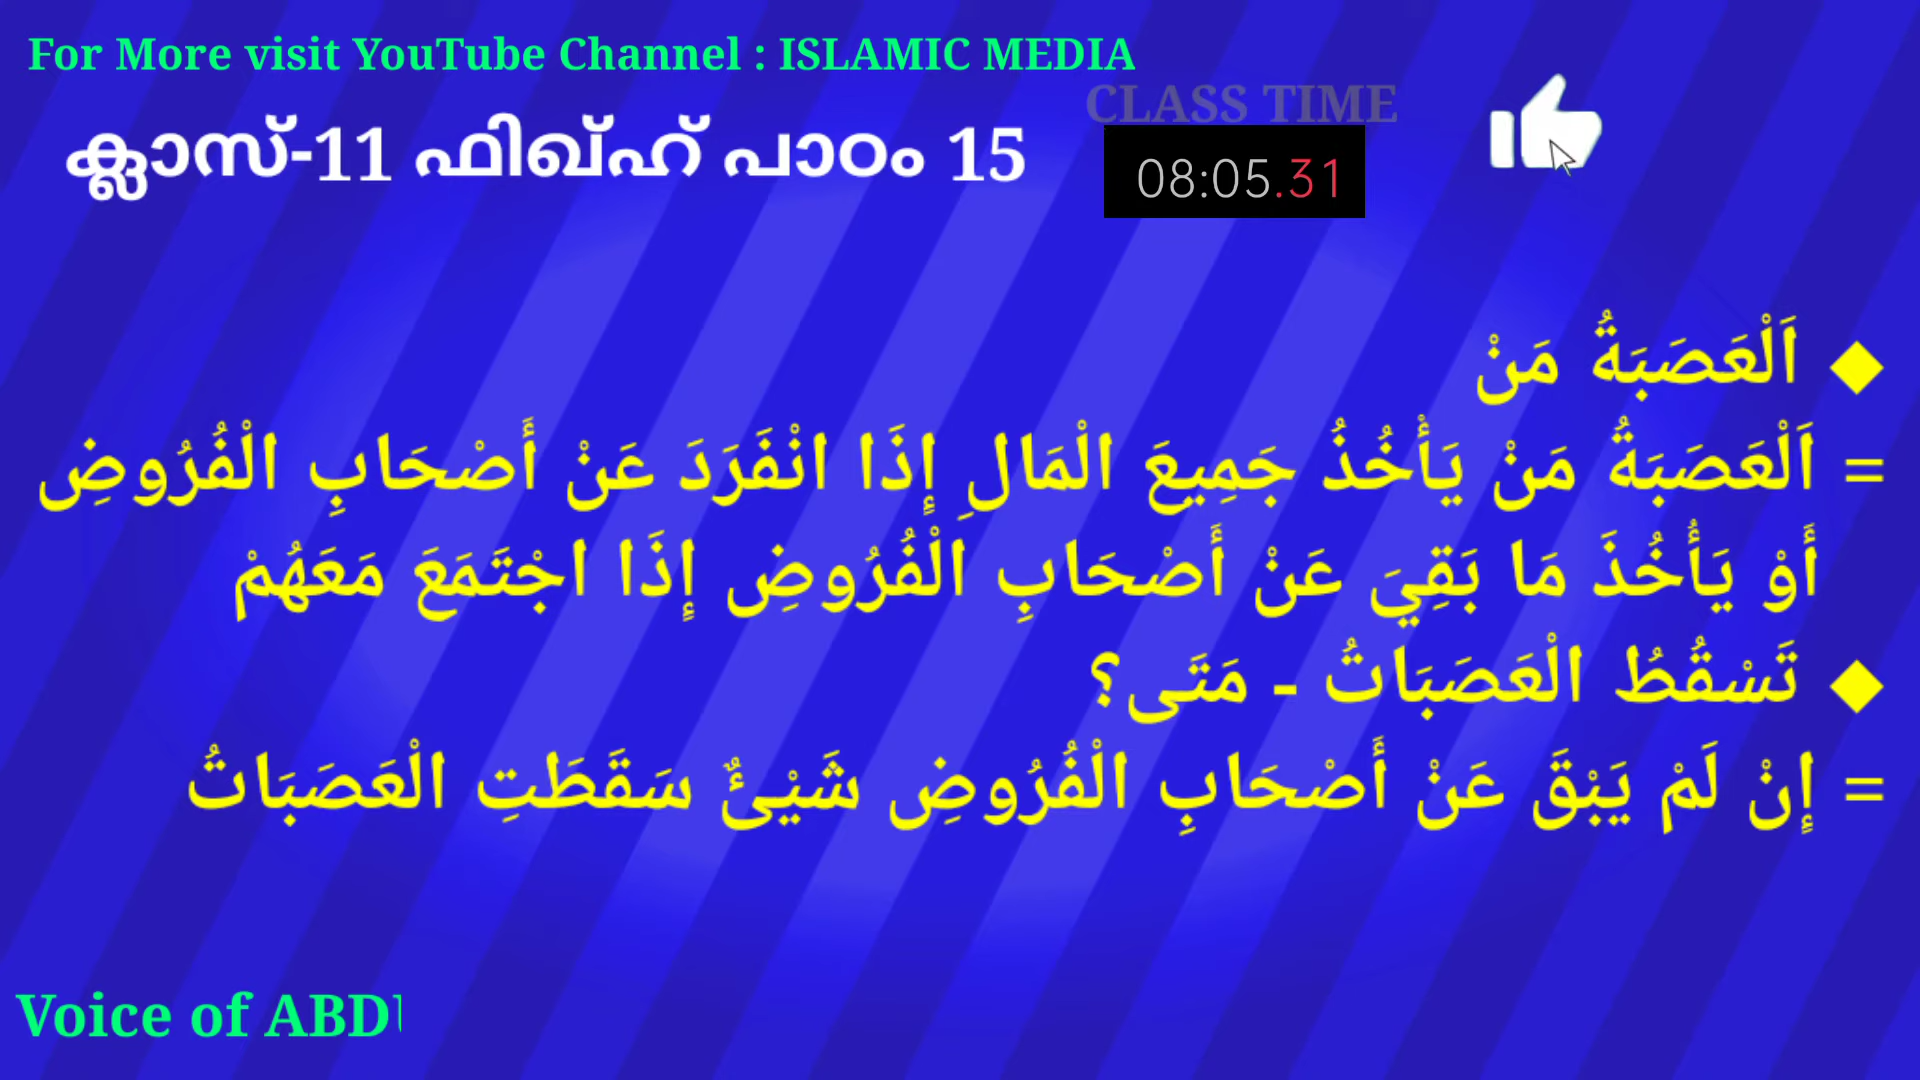 For More visit YouTube Channel : ISLAMIC MEDIA
CLASS TIME
ക്ലാസ്-11 ഫിഖ്ഹ് പാഠം 15
08:05.31
◆ اَلْعَصَبَةُ مَنْ
= اَلْعَصَبَةُ مَنْ يَأْخُذُ جَمِيعَ الْمَالِ إِذَا انْفَرَدَ عَنْ أَصْحَابِ الْفُرُوضِ
أَوْ يَأْخُذَ مَا بَقِيَ عَنْ أَصْحَابِ الْفُرُوضِ إِذَا اجْتَمَعَ مَعَهُمْ
◆ تَسْقُطُ الْعَصَبَاتُ - مَتَى؟
= إِنْ لَمْ يَبْقَ عَنْ أَصْحَابِ الْفُرُوضِ شَيْئٌ سَقَطَتِ الْعَصَبَاتُ
Voice of ABD